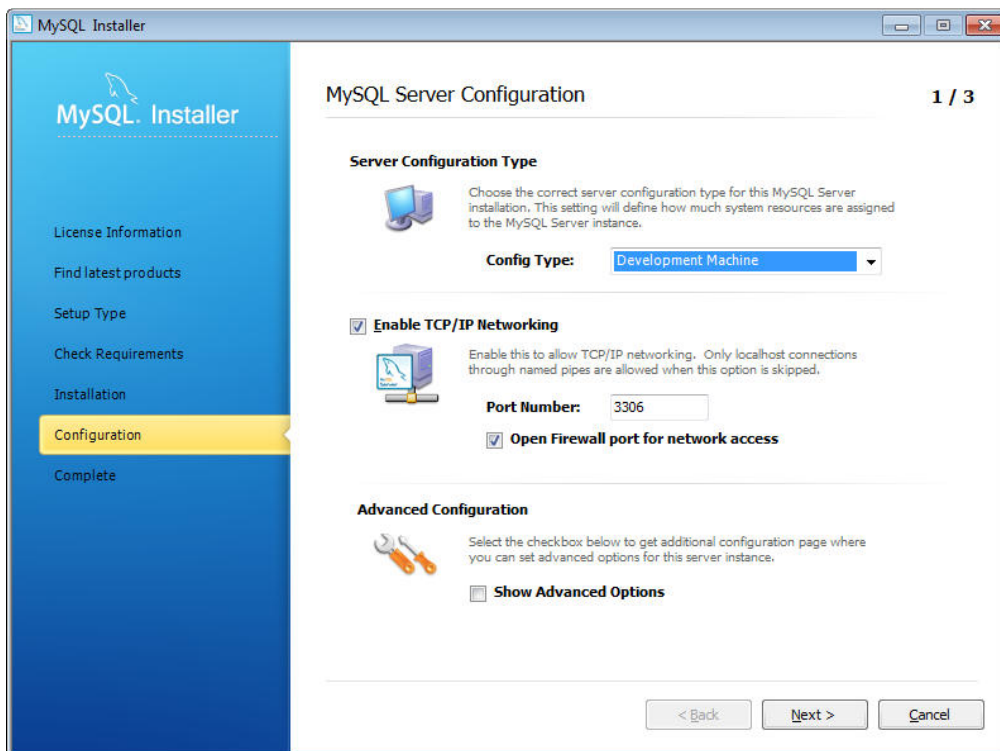 MySQL Installer
MySQL. Installer
License Information
Find latest products
Setup Type
Check Requirements
Installation
Configuration
Complete
MySQL Server Configuration
1 / 3
Server Configuration Type
Choose the correct server configuration type for this MySQL Server
installation. This setting will define how much system resources are assigned
to the MySQL Server instance.
Config Type: Development Machine
Enable TCP/IP Networking
Enable this to allow TCP/IP networking. Only localhost connections
through named pipes are allowed when this option is skipped.
Port Number: 3306
Open Firewall port for network access
Advanced Configuration
Select the checkbox below to get additional configuration page where
you can set advanced options for this server instance.
Show Advanced Options
< Back Next > Cancel